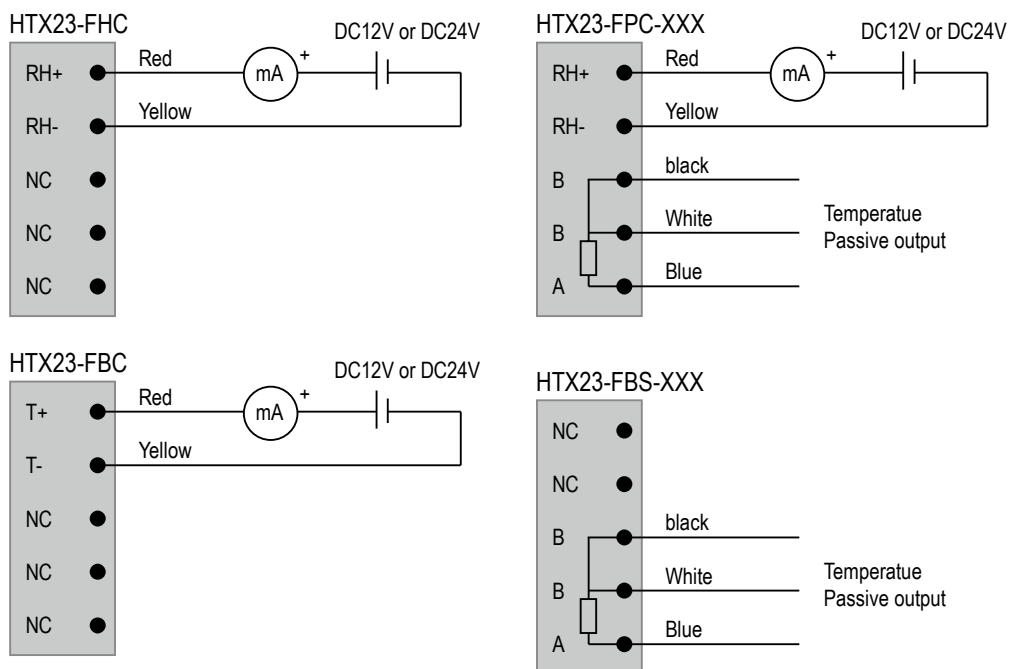 HTX23-FHC
DC12V or DC24V
RH+
Red
mA
+
RH-
Yellow
NC
NC
NC
HTX23-FPC-XXX
DC12V or DC24V
RH+
Red
mA
+
RH-
Yellow
B
black
B
White
Temperatue
Passive output
A
Blue
HTX23-FBC
DC12V or DC24V
T+
Red
mA
+
T-
Yellow
NC
NC
NC
HTX23-FBS-XXX
NC
NC
B
black
B
White
Temperatue
Passive output
A
Blue